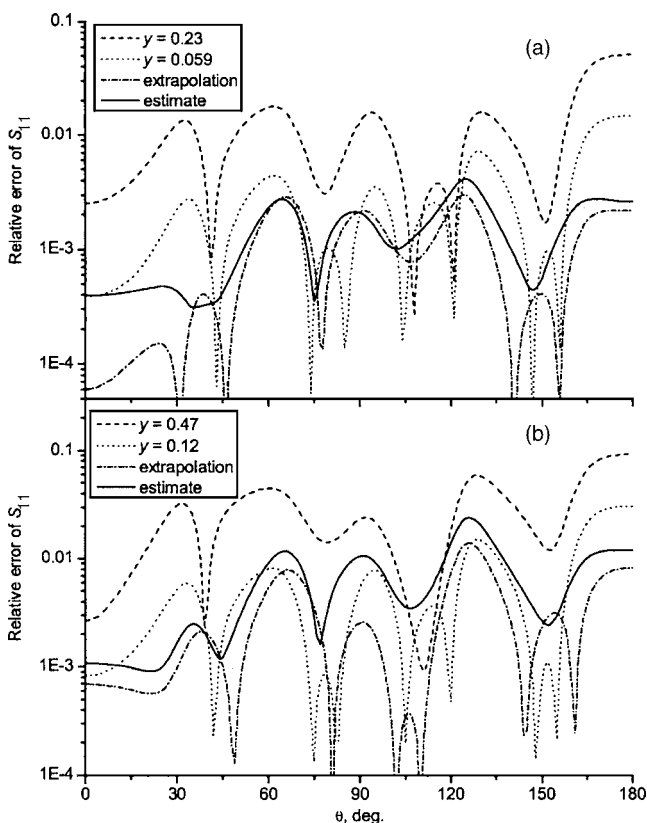 0.1
0.01
1E-3
1E-4
Relative error of S11
y = 0.23
y = 0.059
extrapolation
estimate
(a)
0.1
0.01
1E-3
1E-4
Relative error of S11
y = 0.47
y = 0.12
extrapolation
estimate
(b)
0 30 60 90 120 150 180
θ, deg.